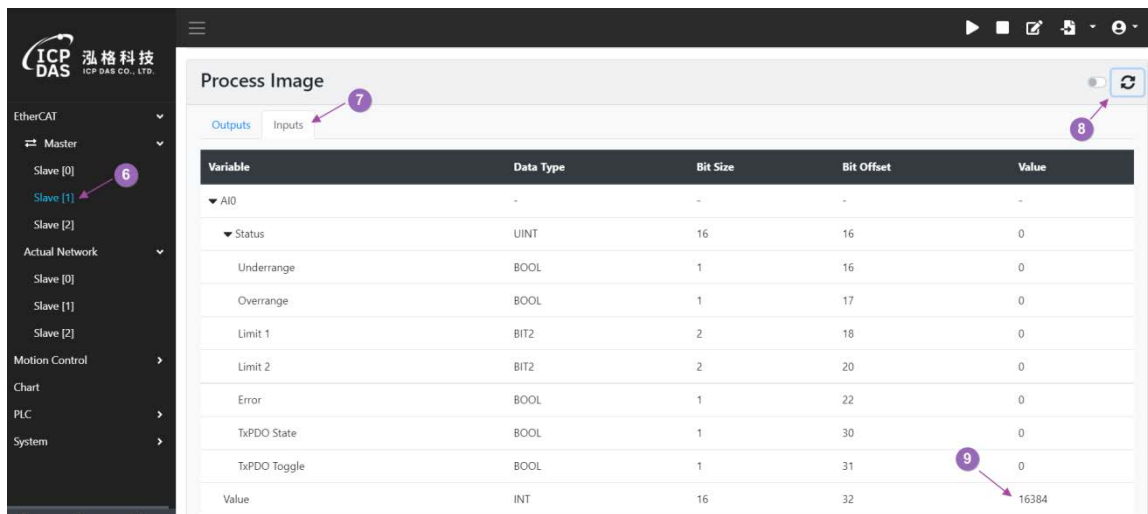 ICP DAS 泓格科技
ICP DAS CO., LTD.
EtherCAT
Master
Slave [0]
Slave [1]
Slave [2]
Actual Network
Slave [0]
Slave [1]
Slave [2]
Motion Control
Chart
PLC
System
6
Process Image
7
8
Outputs Inputs
Variable Data Type Bit Size Bit Offset Value
AI0 - - - -
Status UINT 16 16 0
Underrange BOOL 1 16 0
Overrange BOOL 1 17 0
Limit 1 BIT2 2 18 0
Limit 2 BIT2 2 20 0
Error BOOL 1 22 0
TxPDO State BOOL 1 30 0
TxPDO Toggle BOOL 1 31 0
9
Value INT 16 32 16384